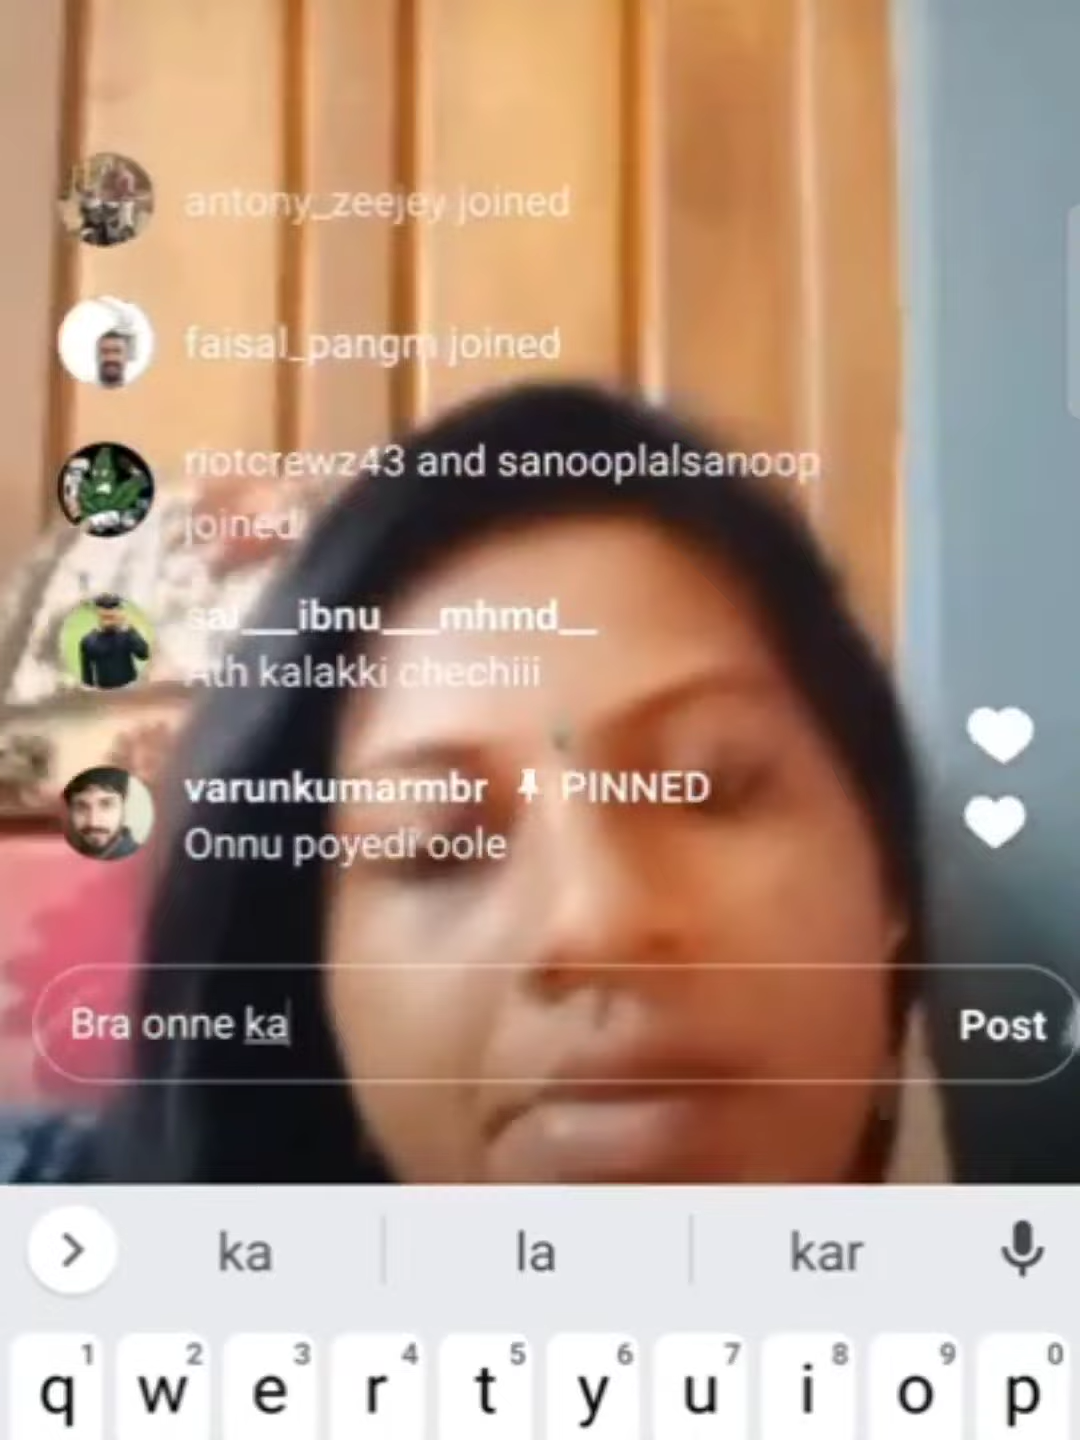 antony_zeejey joined
faisal_pangm joined
riotcrewz43 and sanooplalsanoop
joined
sal___ibnu___mhmd__
Ath kalakki chechiii
varunkumarmbr PINNED
Onnu poyedi oole
Bra onne ka
Post
ka la kar
1 2 3 4 5 6 7 8 9 0
q w e r t y u i o p